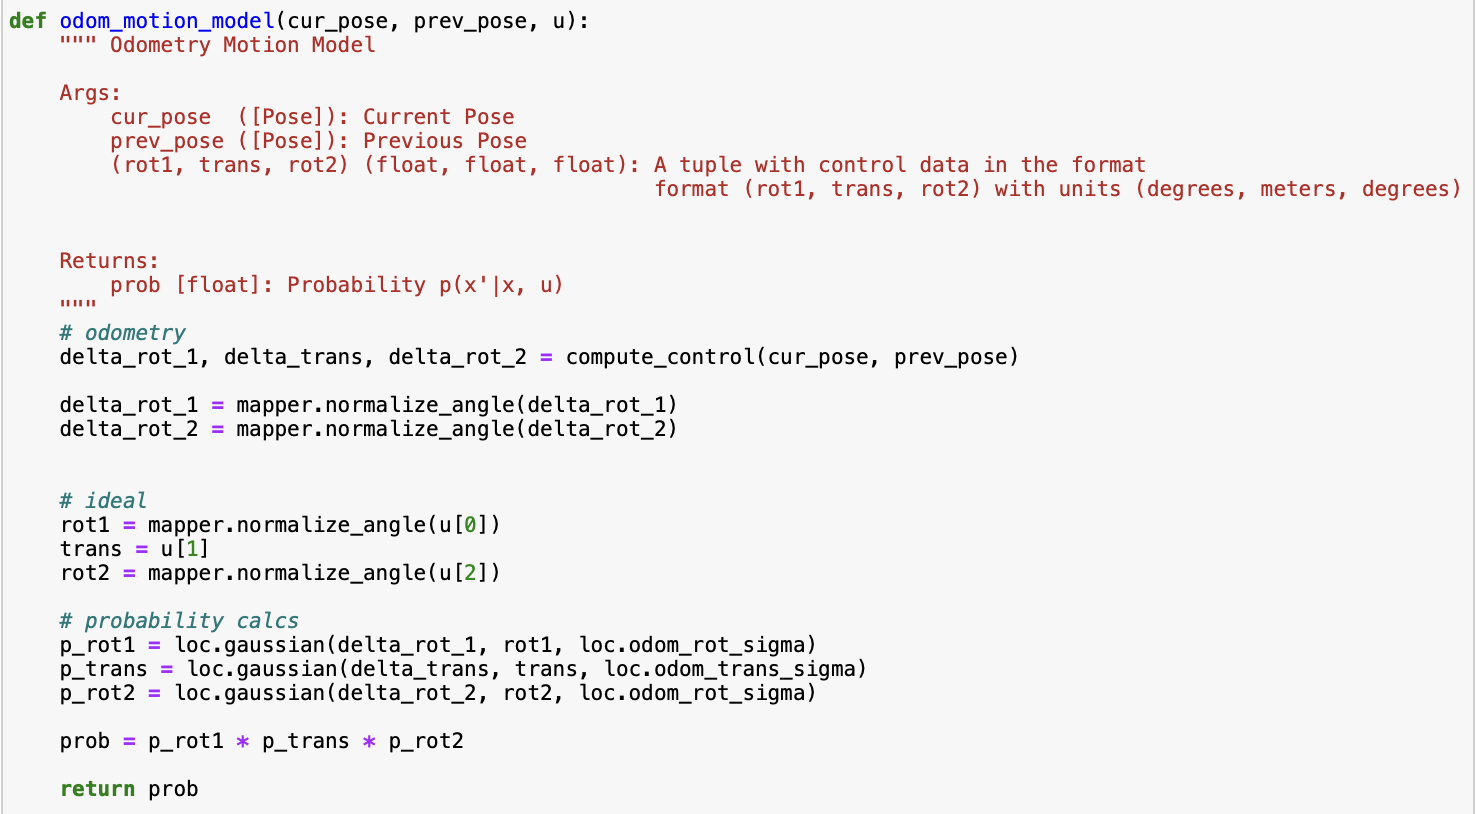 def odom_motion_model(cur_pose, prev_pose, u):
    """ Odometry Motion Model

    Args:
        cur_pose  ([Pose]): Current Pose
        prev_pose ([Pose]): Previous Pose
        (rot1, trans, rot2) (float, float, float): A tuple with control data in the format
                                                   format (rot1, trans, rot2) with units (degrees, meters, degrees)


    Returns:
        prob [float]: Probability p(x'|x, u)
    """
    # odometry
    delta_rot_1, delta_trans, delta_rot_2 = compute_control(cur_pose, prev_pose)

    delta_rot_1 = mapper.normalize_angle(delta_rot_1)
    delta_rot_2 = mapper.normalize_angle(delta_rot_2)


    # ideal
    rot1 = mapper.normalize_angle(u[0])
    trans = u[1]
    rot2 = mapper.normalize_angle(u[2])

    # probability calcs
    p_rot1 = loc.gaussian(delta_rot_1, rot1, loc.odom_rot_sigma)
    p_trans = loc.gaussian(delta_trans, trans, loc.odom_trans_sigma)
    p_rot2 = loc.gaussian(delta_rot_2, rot2, loc.odom_rot_sigma)

    prob = p_rot1 * p_trans * p_rot2

    return prob